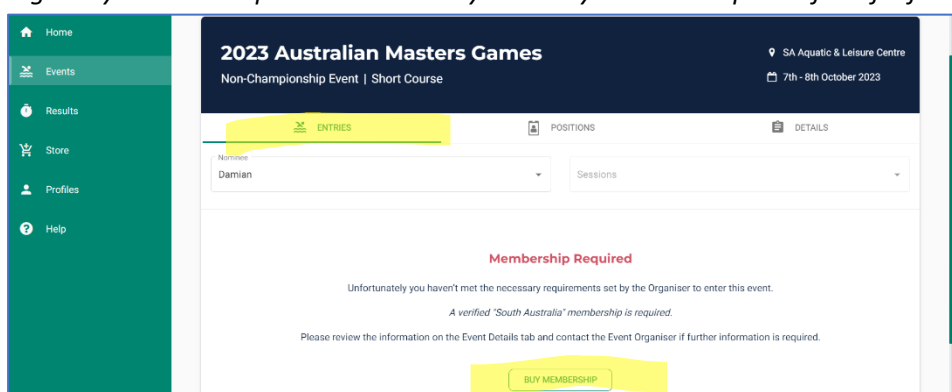 Home
Events
Results
Store
Profiles
Help
2023 Australian Masters Games
Non-Championship Event | Short Course
SA Aquatic & Leisure Centre
7th - 8th October 2023
ENTRIES
POSITIONS
DETAILS
Nominee
Damian
Sessions
Membership Required
Unfortunately you haven't met the necessary requirements set by the Organiser to enter this event.
A verified "South Australia" membership is required.
Please review the information on the Event Details tab and contact the Event Organiser if further information is required.
BUY MEMBERSHIP